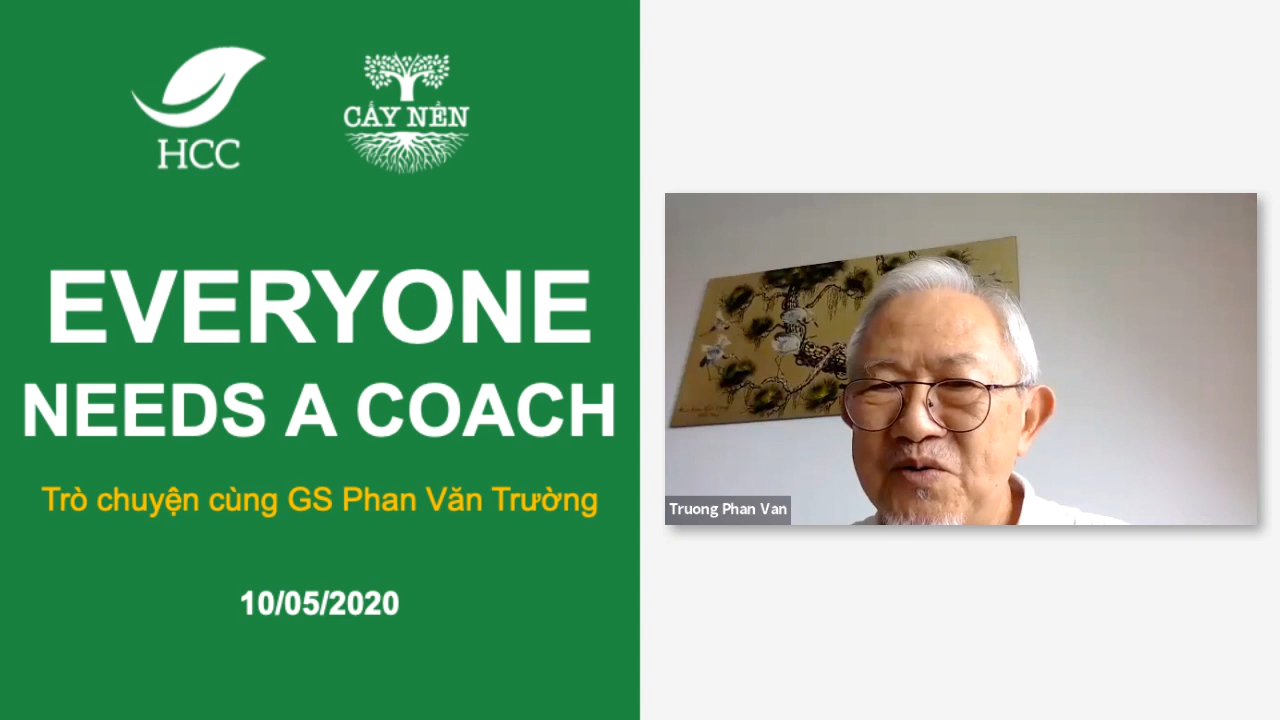 HCC
CẤY NỀN
EVERYONE
NEEDS A COACH
Trò chuyện cùng GS Phan Văn Trường
10/05/2020
Truong Phan Van